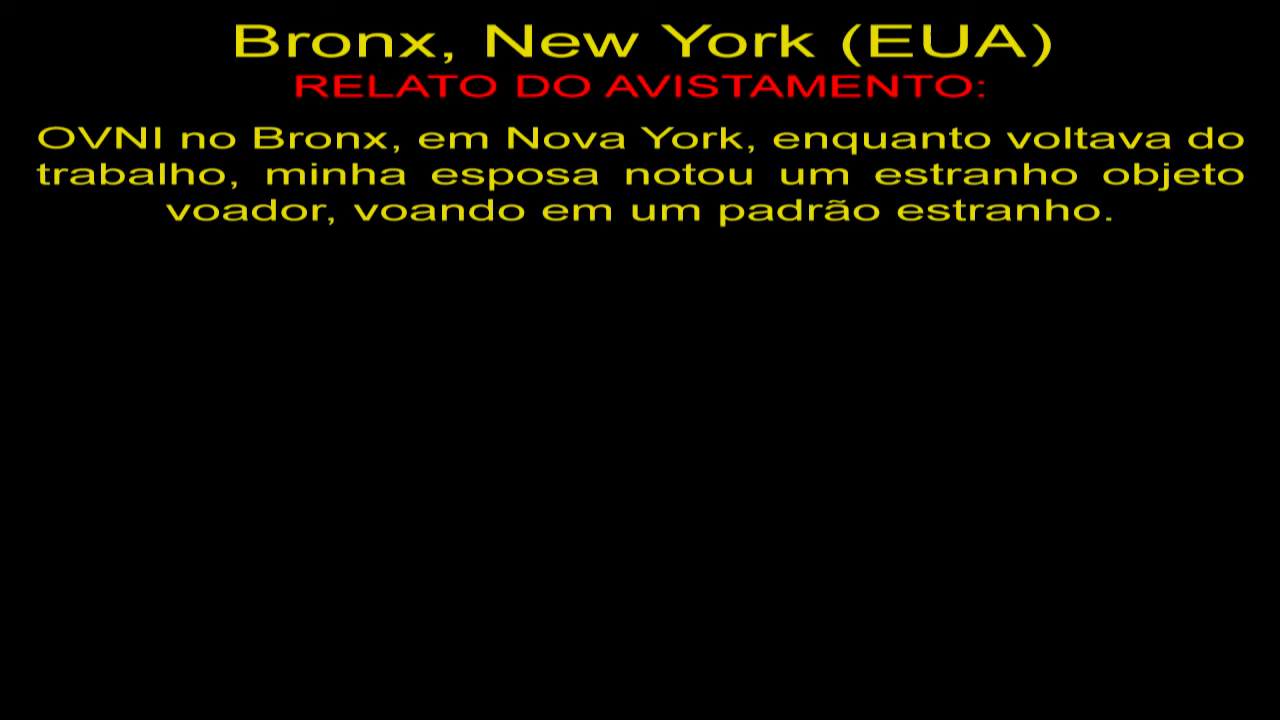 Bronx, New York (EUA)
RELATO DO AVISTAMENTO:
OVNI no Bronx, em Nova York, enquanto voltava do
trabalho, minha esposa notou um estranho objeto
voador, voando em um padrão estranho.